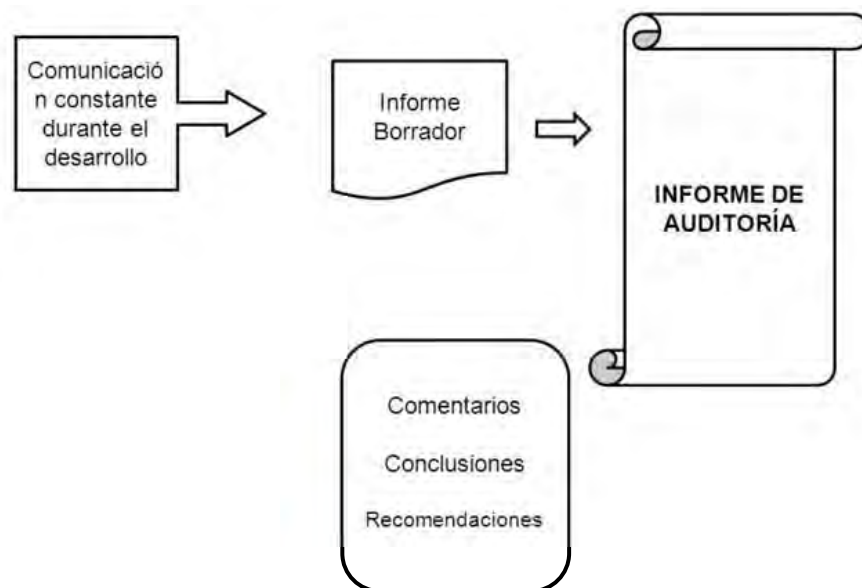 Comunicació
n constante
durante el
desarrollo
Informe
Borrador
INFORME DE
AUDITORÍA
Comentarios
Conclusiones
Recomendaciones